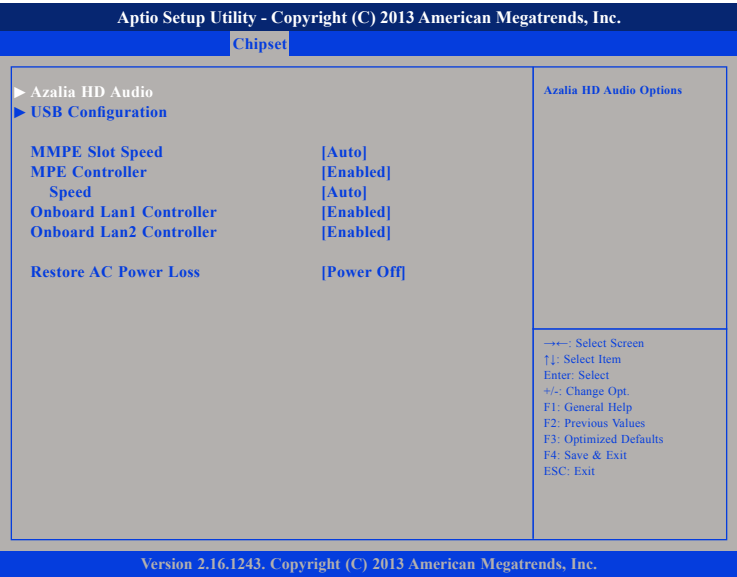 Aptio Setup Utility - Copyright (C) 2013 American Megatrends, Inc.
Chipset
► Azalia HD Audio
► USB Configuration
MMPE Slot Speed [Auto]
MPE Controller [Enabled]
Speed [Auto]
Onboard Lan1 Controller [Enabled]
Onboard Lan2 Controller [Enabled]
Restore AC Power Loss [Power Off]
Azalia HD Audio Options
→←: Select Screen
↑↓: Select Item
Enter: Select
+/-: Change Opt.
F1: General Help
F2: Previous Values
F3: Optimized Defaults
F4: Save & Exit
ESC: Exit
Version 2.16.1243. Copyright (C) 2013 American Megatrends, Inc.